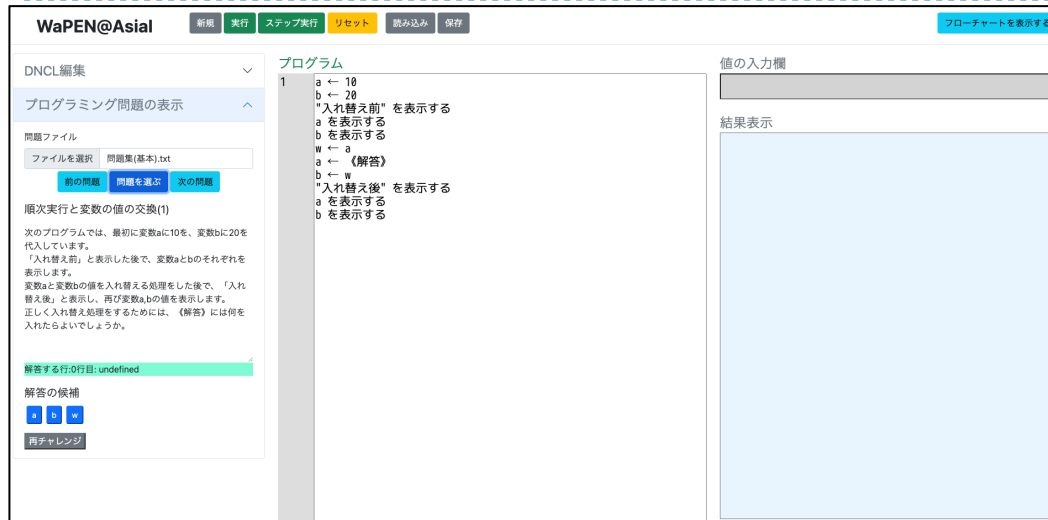 WaPEN@Asial
新規 実行 ステップ実行 リセット 読み込み 保存
フローチャートを表示する
DNCL編集
プログラミング問題の表示
問題ファイル
ファイルを選択 問題集(基本).txt
前の問題 問題を選ぶ 次の問題
順次実行と変数の値の交換(1)
次のプログラムでは、最初に変数aに10を、変数bに20を
代入しています。
「入れ替え前」と表示した後で、変数aとbのそれぞれを
表示します。
変数aと変数bの値を入れ替える処理をした後で、「入れ
替え後」と表示し、再び変数a,bの値を表示します。
正しく入れ替え処理をするためには、《解答》には何を
入れたらよいでしょうか。
解答する行:0行目: undefined
解答の候補
a b w
再チャレンジ
プログラム
1 a ← 10
b ← 20
"入れ替え前" を表示する
a を表示する
b を表示する
w ← a
a ← 《解答》
b ← w
"入れ替え後" を表示する
a を表示する
b を表示する
値の入力欄
結果表示